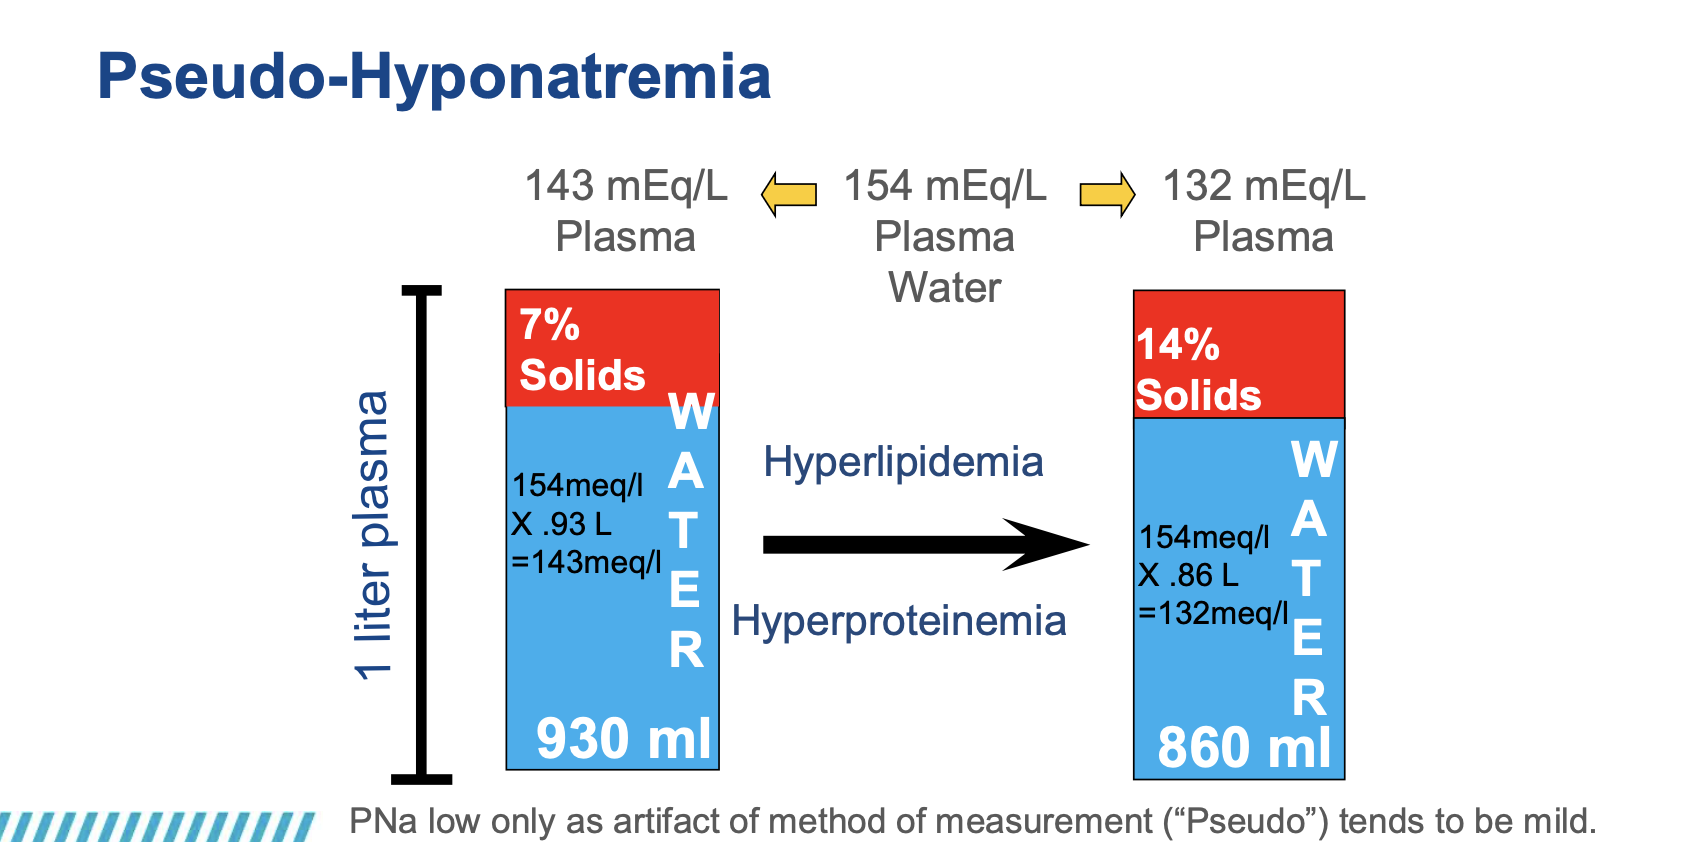 Pseudo-Hyponatremia
143 mEq/L
Plasma
154 mEq/L
Plasma
Water
132 mEq/L
Plasma
1 liter plasma
7%
Solids
154meq/l
X .93 L
=143meq/l
W
A
T
E
R
930 ml
Hyperlipidemia
Hyperproteinemia
14%
Solids
154meq/l
X .86 L
=132meq/l
W
A
T
E
R
860 ml
PNa low only as artifact of method of measurement (“Pseudo”) tends to be mild.